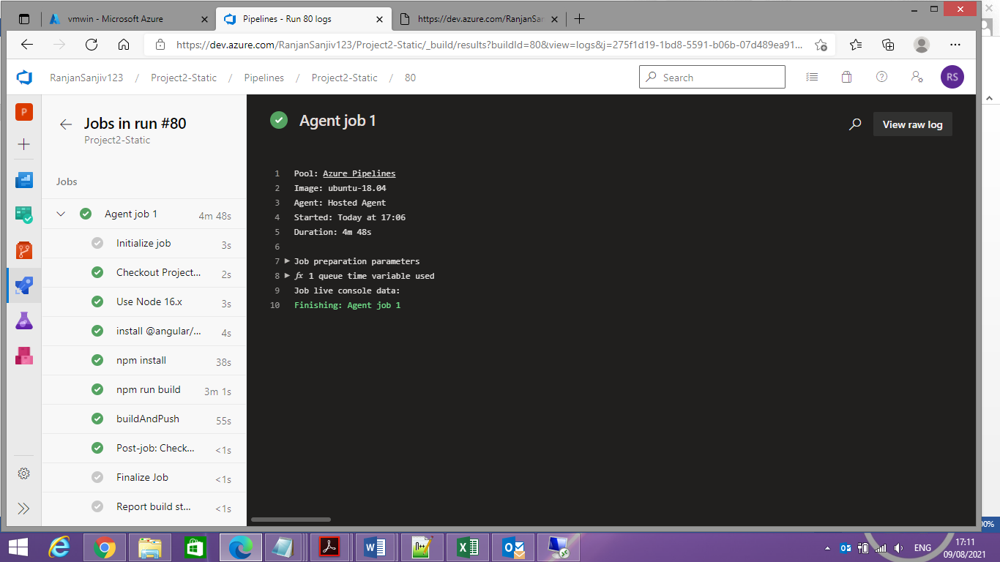 vmwin - Microsoft Azure
Pipelines - Run 80 logs
https://dev.azure.com/RanjanSar
https://dev.azure.com/RanjanSanjiv123/Project2-Static/_build/results?buildId=80&view=logs&j=275f1d19-1bd8-5591-b06b-07d489ea91...
RanjanSanjiv123 / Project2-Static / Pipelines / Project2-Static / 80
Search
RS
P
Jobs in run #80
Project2-Static
Jobs
Agent job 1 4m 48s
Initialize job 3s
Checkout Project... 2s
Use Node 16.x 3s
install @angular/... 4s
npm install 38s
npm run build 3m 1s
buildAndPush 55s
Post-job: Check... <1s
Finalize Job <1s
Report build st... <1s
Agent job 1
View raw log
1 Pool: Azure Pipelines
2 Image: ubuntu-18.04
3 Agent: Hosted Agent
4 Started: Today at 17:06
5 Duration: 4m 48s
6
7 Job preparation parameters
8 fx 1 queue time variable used
9 Job live console data:
10 Finishing: Agent job 1
00%
ENG
17:11
09/08/2021